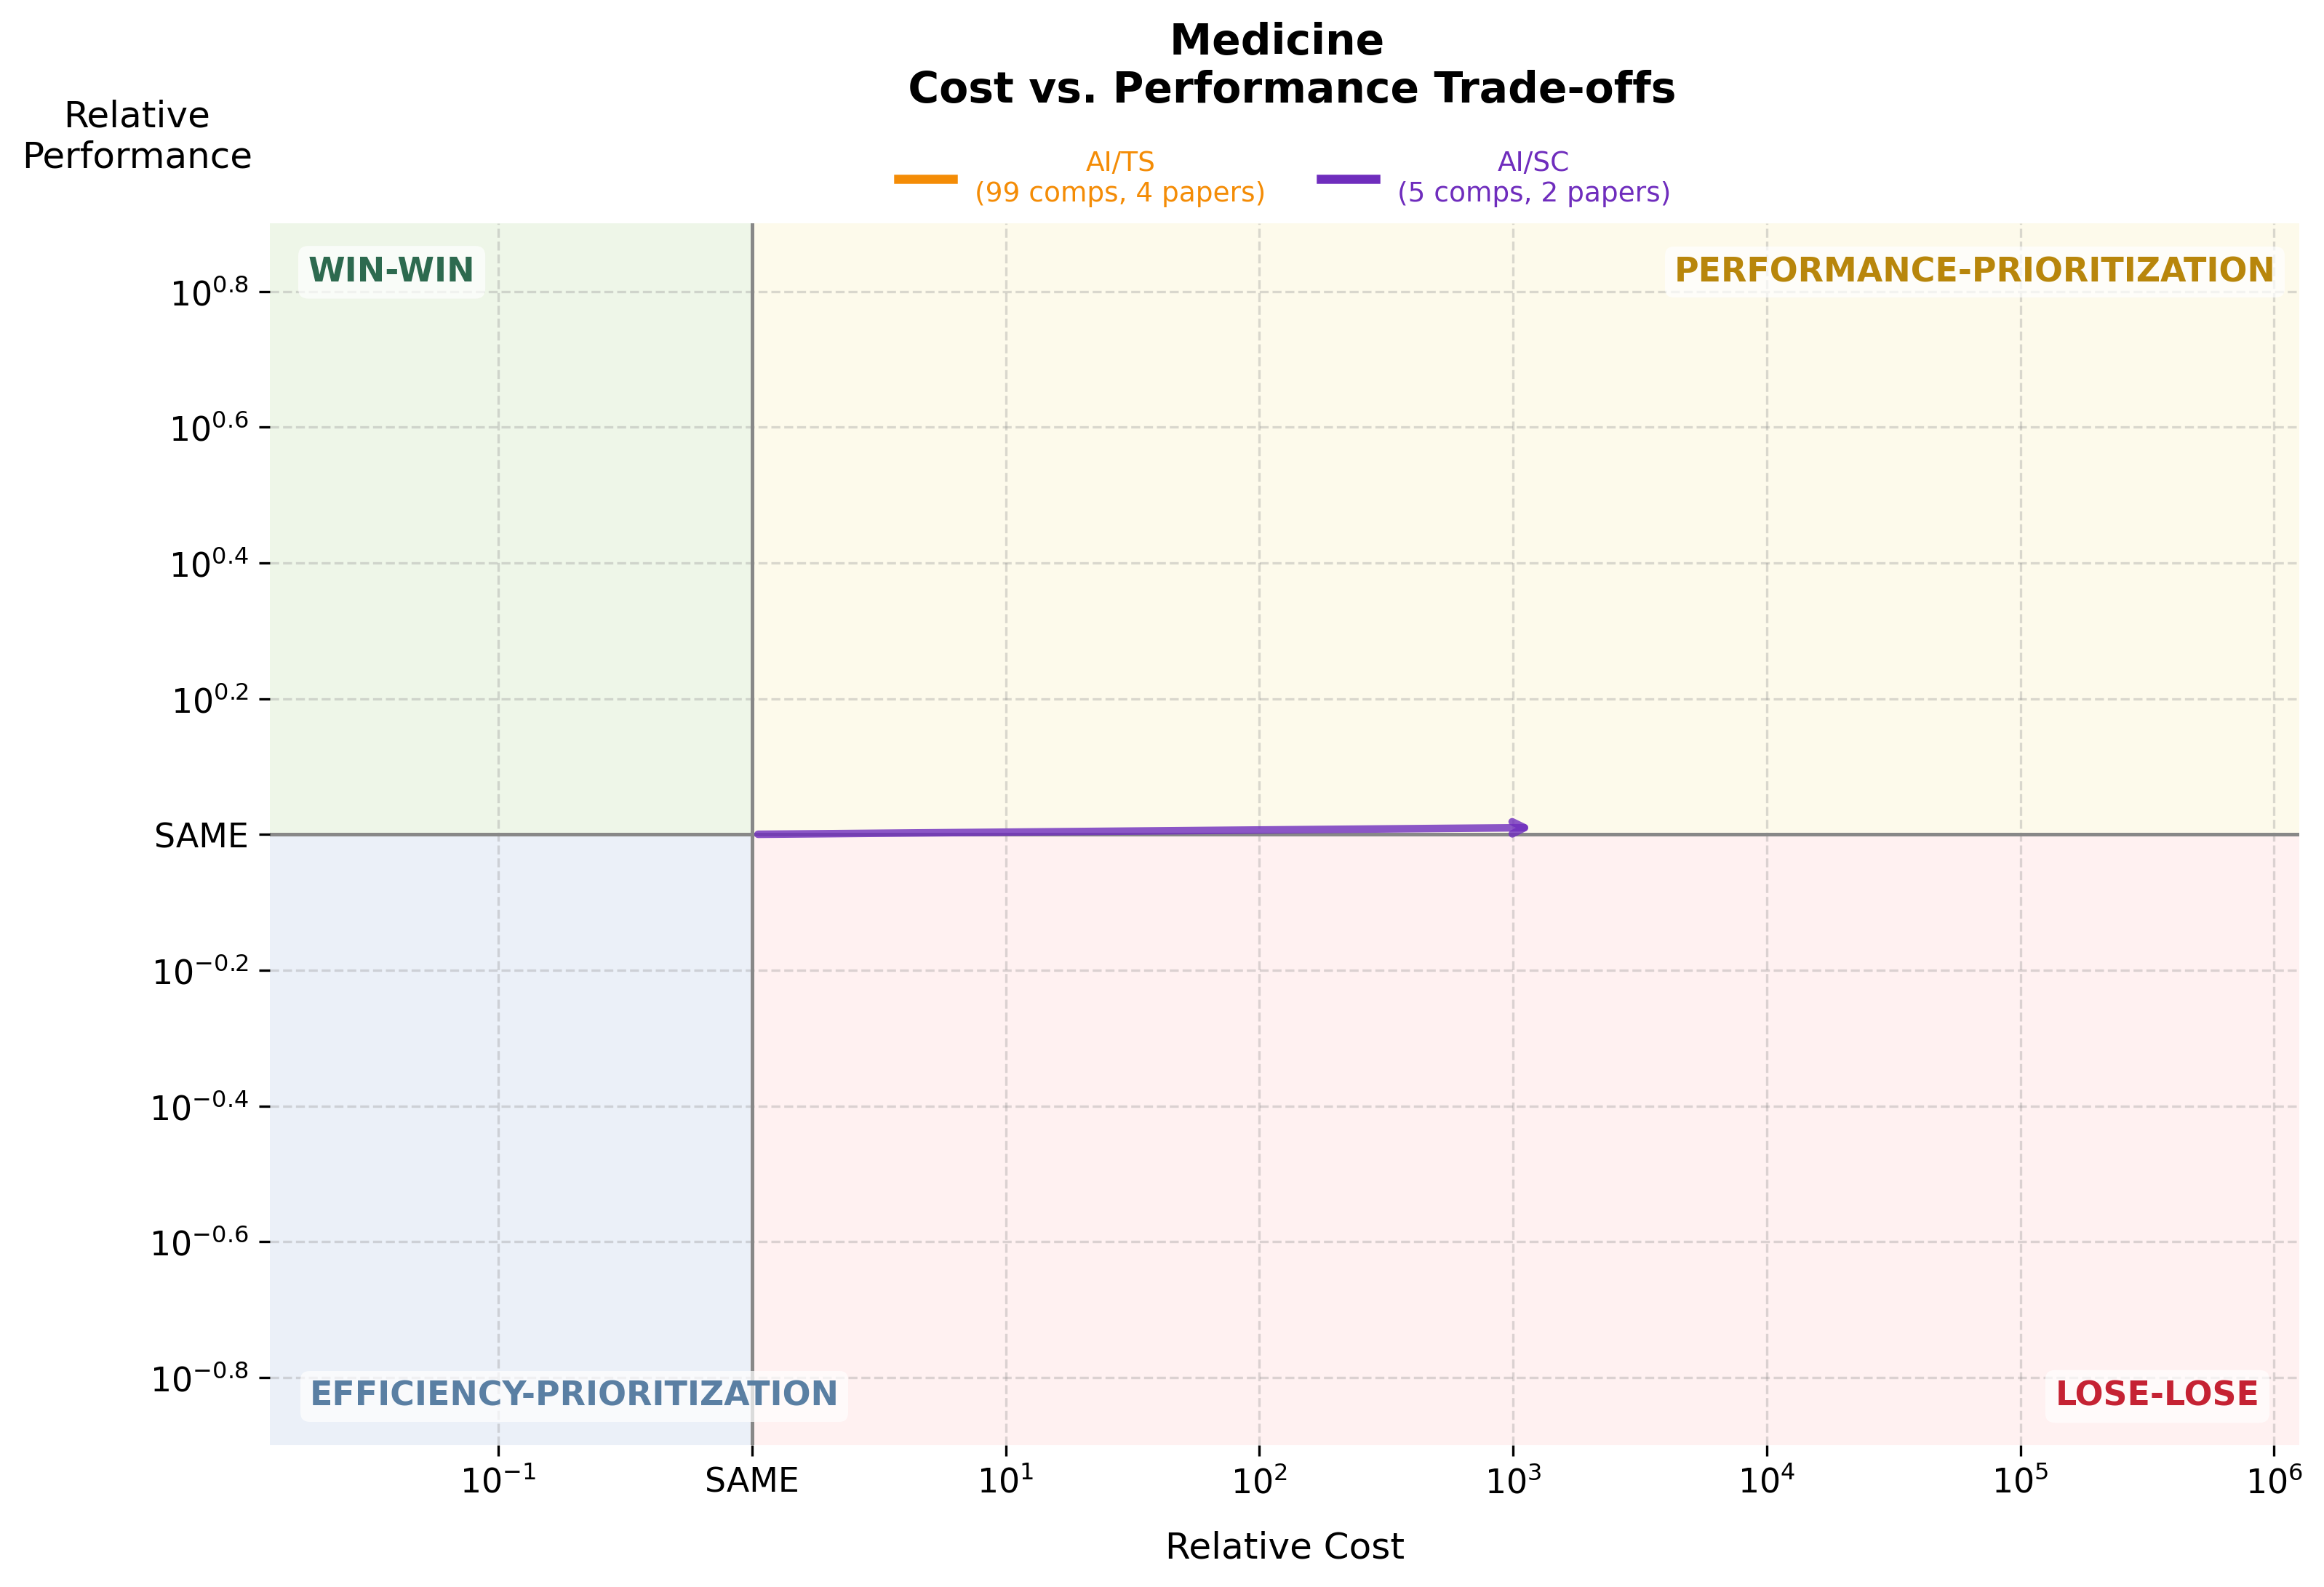 Medicine
Cost vs. Performance Trade-offs
Relative
Performance
AI/TS
(99 comps, 4 papers)
AI/SC
(5 comps, 2 papers)
WIN-WIN
PERFORMANCE-PRIORITIZATION
10^0.8
10^0.6
10^0.4
10^0.2
SAME
10^−0.2
10^−0.4
10^−0.6
10^−0.8
EFFICIENCY-PRIORITIZATION
LOSE-LOSE
10^−1
SAME
10^1
10^2
10^3
10^4
10^5
10^6
Relative Cost